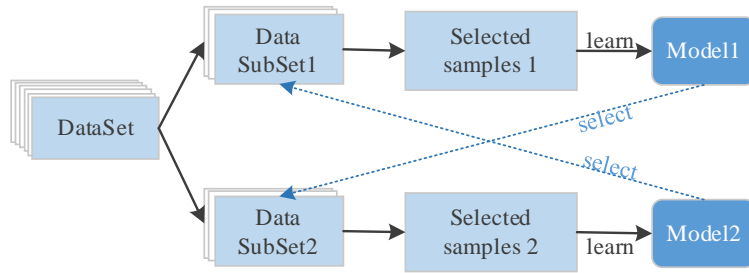 Data
SubSet1
Selected
samples 1
learn
Model1
DataSet
select
select
Data
SubSet2
Selected
samples 2
learn
Model2